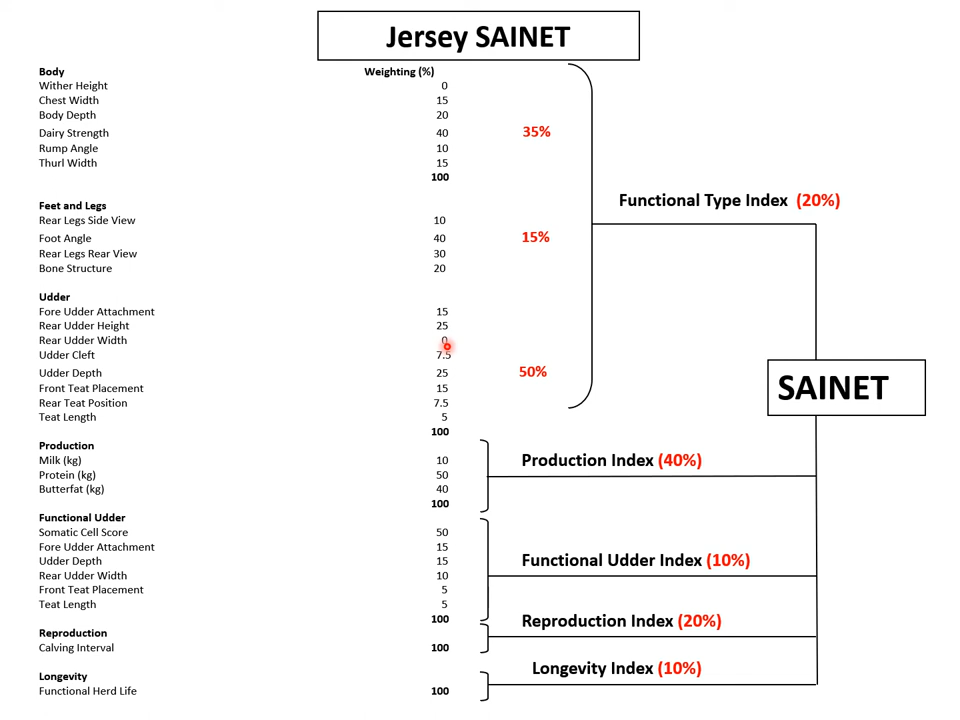 Jersey SAINET
Body Weighting (%)
Wither Height 0
Chest Width 15
Body Depth 20
Dairy Strength 40 35%
Rump Angle 10
Thurl Width 15
100
Functional Type Index (20%)
Feet and Legs
Rear Legs Side View 10
Foot Angle 40 15%
Rear Legs Rear View 30
Bone Structure 20
Udder
Fore Udder Attachment 15
Rear Udder Height 25
Rear Udder Width 0
Udder Cleft 7.5
Udder Depth 25 50%
SAINET
Front Teat Placement 15
Rear Teat Position 7.5
Teat Length 5
100
Production
Milk (kg) 10 Production Index (40%)
Protein (kg) 50
Butterfat (kg) 40
100
Functional Udder
Somatic Cell Score 50
Fore Udder Attachment 15
Udder Depth 15 Functional Udder Index (10%)
Rear Udder Width 10
Front Teat Placement 5
Teat Length 5
100
Reproduction Index (20%)
Reproduction
Calving Interval 100
Longevity Index (10%)
Longevity
Functional Herd Life 100